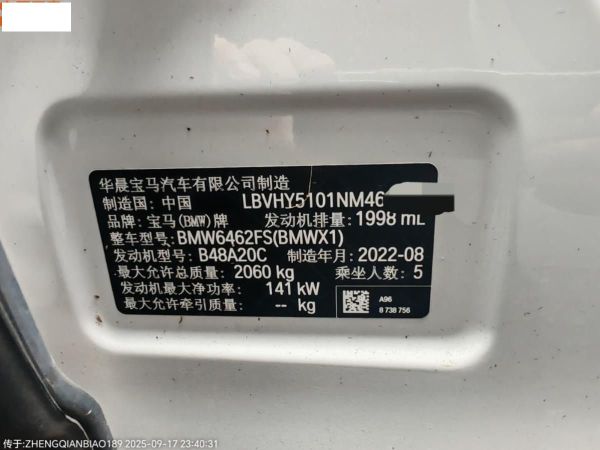 华晨宝马汽车有限公司制造
制造国: 中国 LBVHY5101NM46
品牌: 宝马(BMW)牌 发动机排量: 1998 mL
整车型号: BMW6462FS(BMWX1)
发动机型号: B48A20C 制造年月: 2022-08
最大允许总质量: 2060 kg 乘坐人数: 5
发动机最大净功率: 141 kW
最大允许牵引质量: -- kg
A96
8 738 756
传于:ZHENGQIANBIAO189 2025-09-17 23:40:31